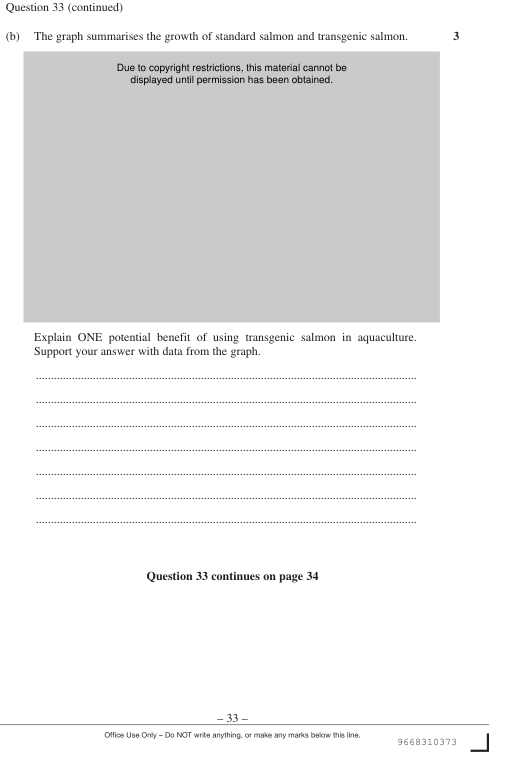 Question 33 (continued)
(b) The graph summarises the growth of standard salmon and transgenic salmon. 3
Due to copyright restrictions, this material cannot be
displayed until permission has been obtained.
Explain ONE potential benefit of using transgenic salmon in aquaculture.
Support your answer with data from the graph.
................................................................................................................................
................................................................................................................................
................................................................................................................................
................................................................................................................................
................................................................................................................................
................................................................................................................................
................................................................................................................................
Question 33 continues on page 34
– 33 –
Office Use Only – Do NOT write anything, or make any marks below this line.
9668310373